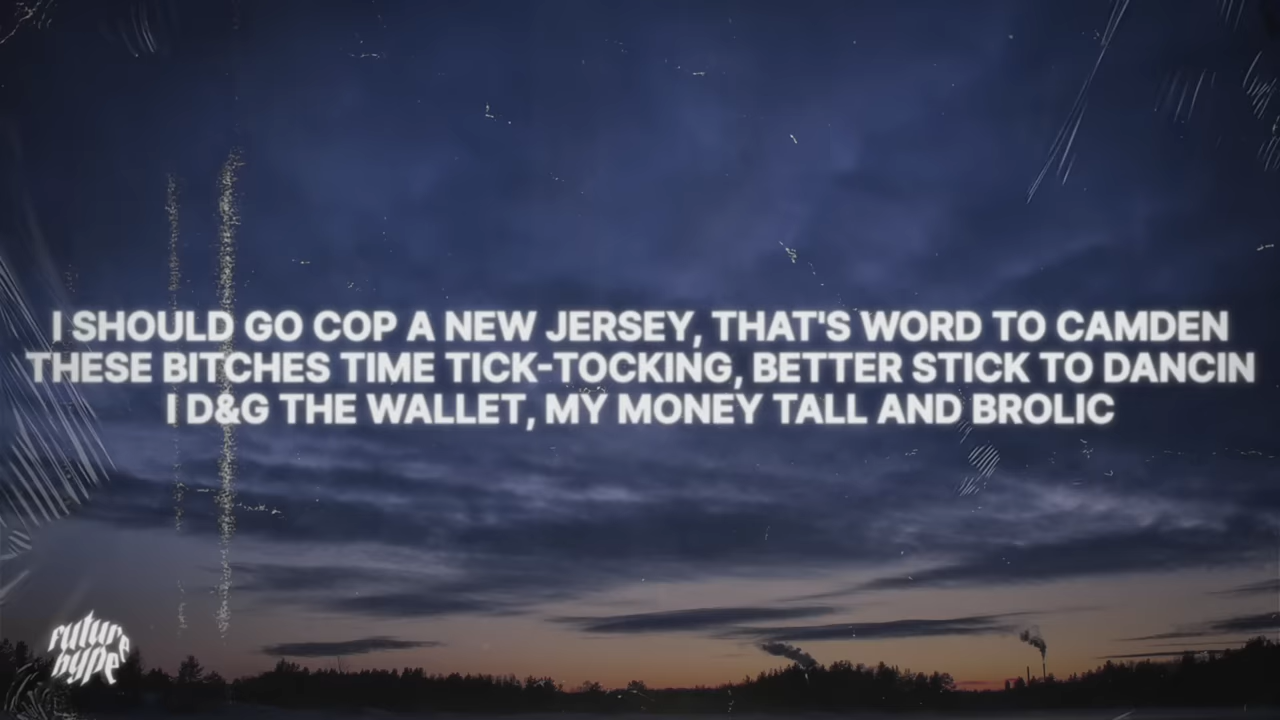 I SHOULD GO COP A NEW JERSEY, THAT'S WORD TO CAMDEN
THESE BITCHES TIME TICK-TOCKING, BETTER STICK TO DANCIN
I D&G THE WALLET, MY MONEY TALL AND BROLIC
future
hype